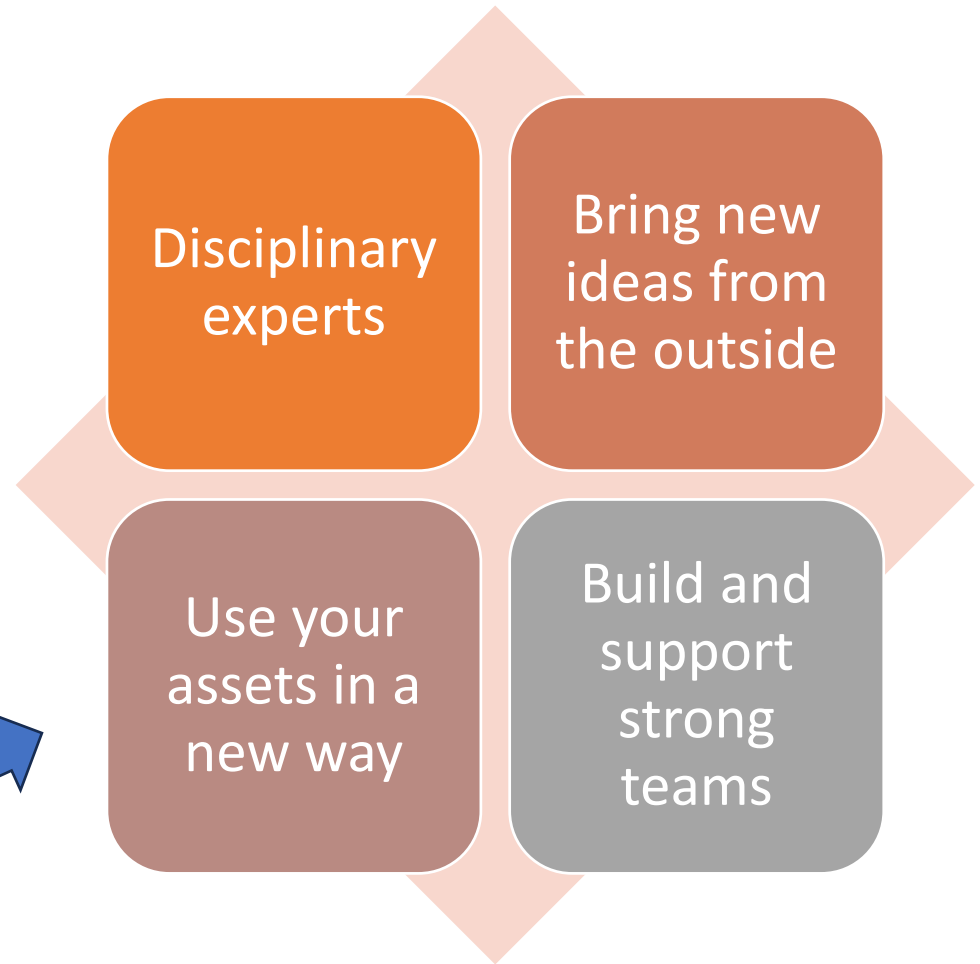 Disciplinary
experts
Bring new
ideas from
the outside
Use your
assets in a
new way
Build and
support
strong
teams